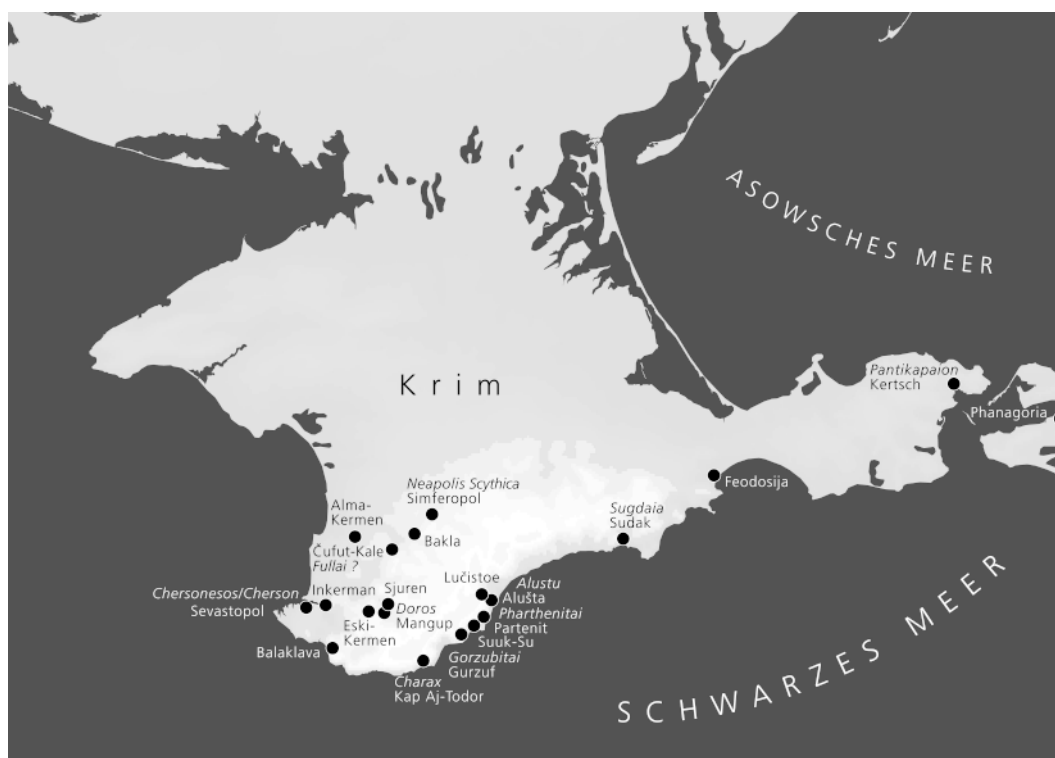 ASOWSCHES MEER
Krim
Pantikapaion
Kertsch
Phanagoria
Feodosija
Neapolis Scythica
Simferopol
Sugdaia
Sudak
Alma-
Kermen
Bakla
Čufut-Kale
Fullai ?
Lučistoe
Alustu
Alušta
Chersonesos/Cherson
Sevastopol
Inkerman
Sjuren
Doros
Mangup
Pharthenitai
Partenit
Eski-
Kermen
Suuk-Su
Balaklava
Gorzubitai
Gurzuf
Charax
Kap Aj-Todor
SCHWARZES MEER